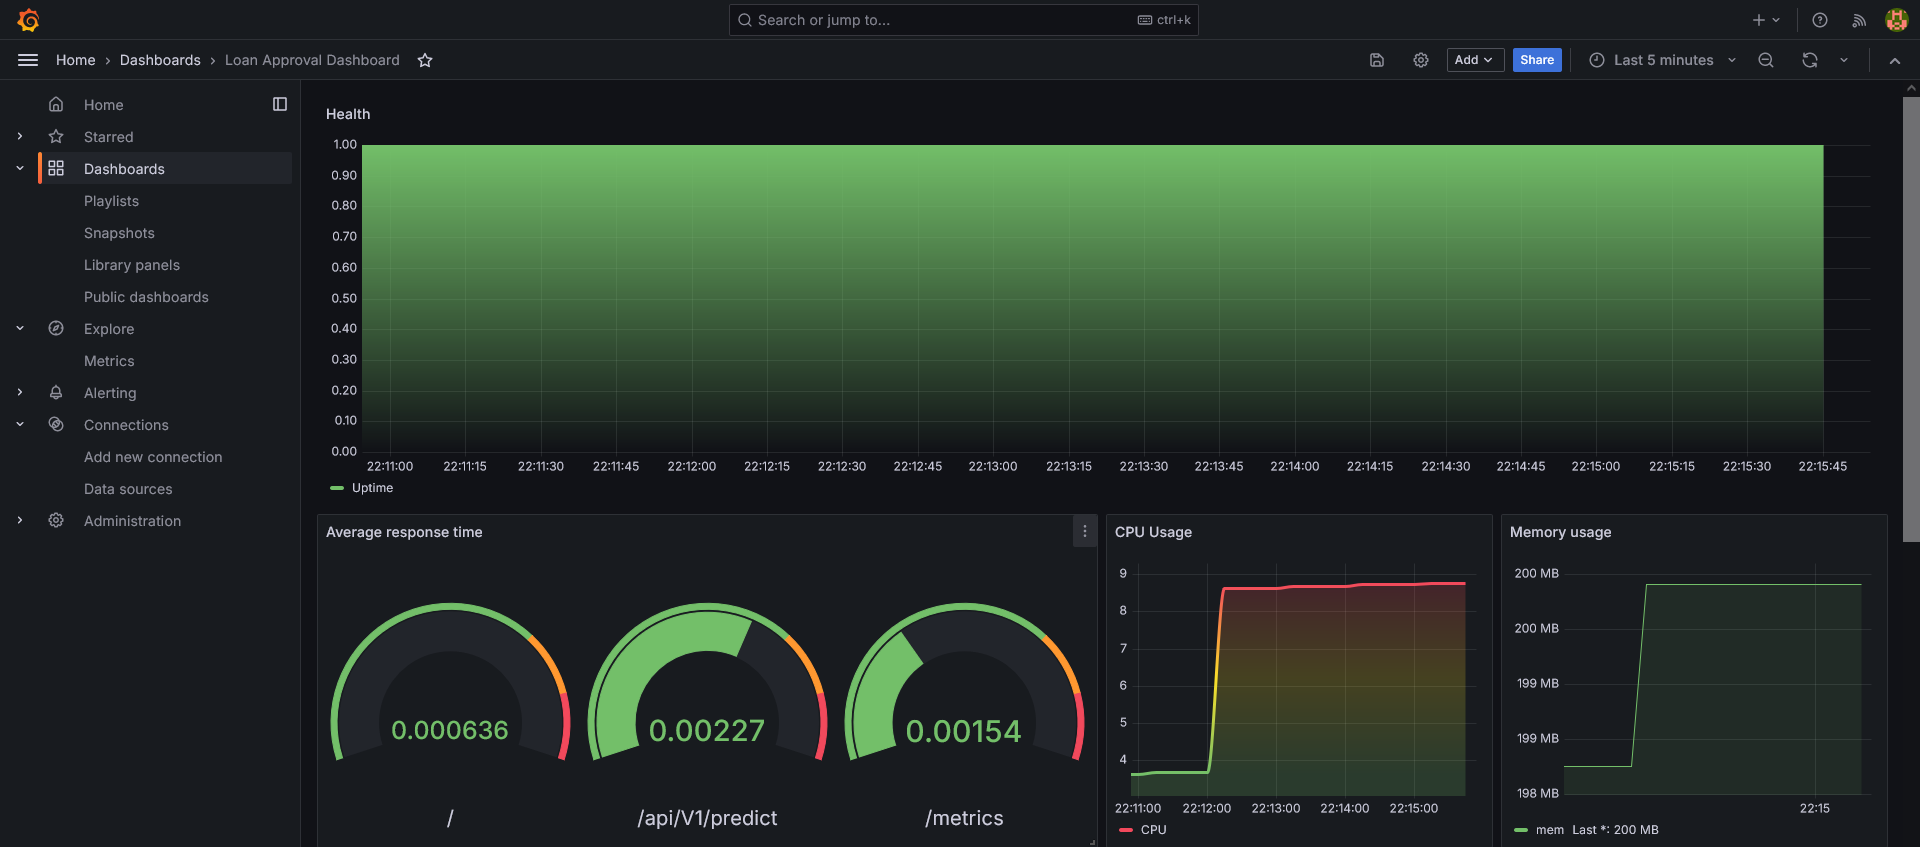 Search or jump to...
ctrl+k
Home › Dashboards › Loan Approval Dashboard
Add
Share
Last 5 minutes
Home
Starred
Dashboards
Playlists
Snapshots
Library panels
Public dashboards
Explore
Metrics
Alerting
Connections
Add new connection
Data sources
Administration
Health
1.00
0.90
0.80
0.70
0.60
0.50
0.40
0.30
0.20
0.10
0.00
22:11:00 22:11:15 22:11:30 22:11:45 22:12:00 22:12:15 22:12:30 22:12:45 22:13:00 22:13:15 22:13:30 22:13:45 22:14:00 22:14:15 22:14:30 22:14:45 22:15:00 22:15:15 22:15:30 22:15:45
Uptime
Average response time
0.000636
/
0.00227
/api/V1/predict
0.00154
/metrics
CPU Usage
9
8
7
6
5
4
22:11:00 22:12:00 22:13:00 22:14:00 22:15:00
CPU
Memory usage
200 MB
200 MB
199 MB
199 MB
198 MB
22:15
mem Last *: 200 MB